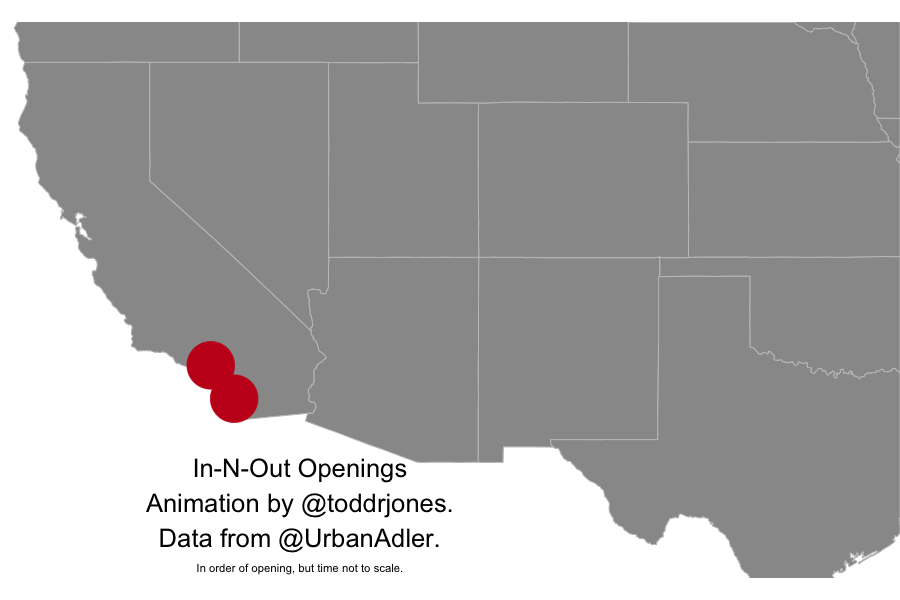 In-N-Out Openings
Animation by @toddrjones.
Data from @UrbanAdler.
In order of opening, but time not to scale.